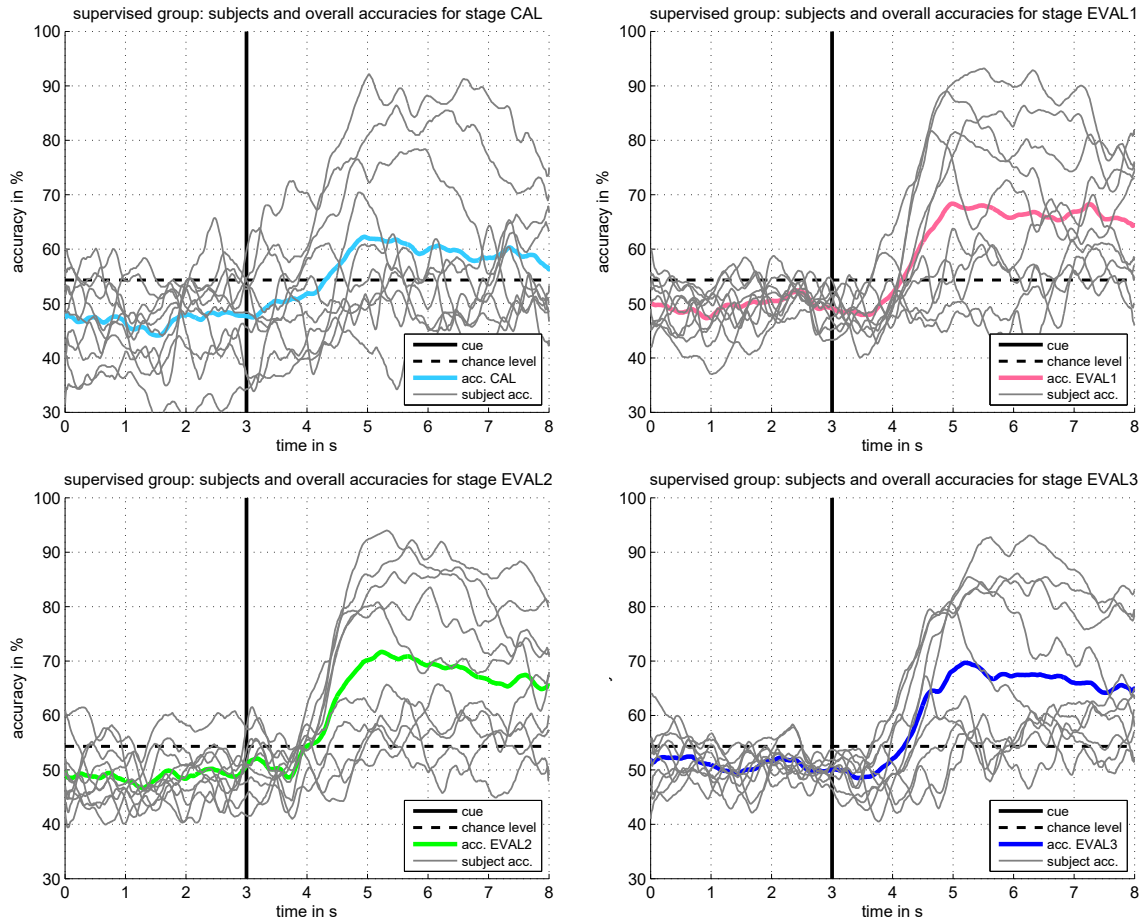 supervised group: subjects and overall accuracies for stage CAL
100
90
80
70
60
50
40
30
accuracy in %
0 1 2 3 4 5 6 7 8
time in s
cue
chance level
acc. CAL
subject acc.
supervised group: subjects and overall accuracies for stage EVAL1
100
90
80
70
60
50
40
30
accuracy in %
0 1 2 3 4 5 6 7 8
time in s
cue
chance level
acc. EVAL1
subject acc.
supervised group: subjects and overall accuracies for stage EVAL2
100
90
80
70
60
50
40
30
accuracy in %
0 1 2 3 4 5 6 7 8
time in s
cue
chance level
acc. EVAL2
subject acc.
supervised group: subjects and overall accuracies for stage EVAL3
100
90
80
70
60
50
40
30
0 1 2 3 4 5 6 7 8
time in s
cue
chance level
acc. EVAL3
subject acc.